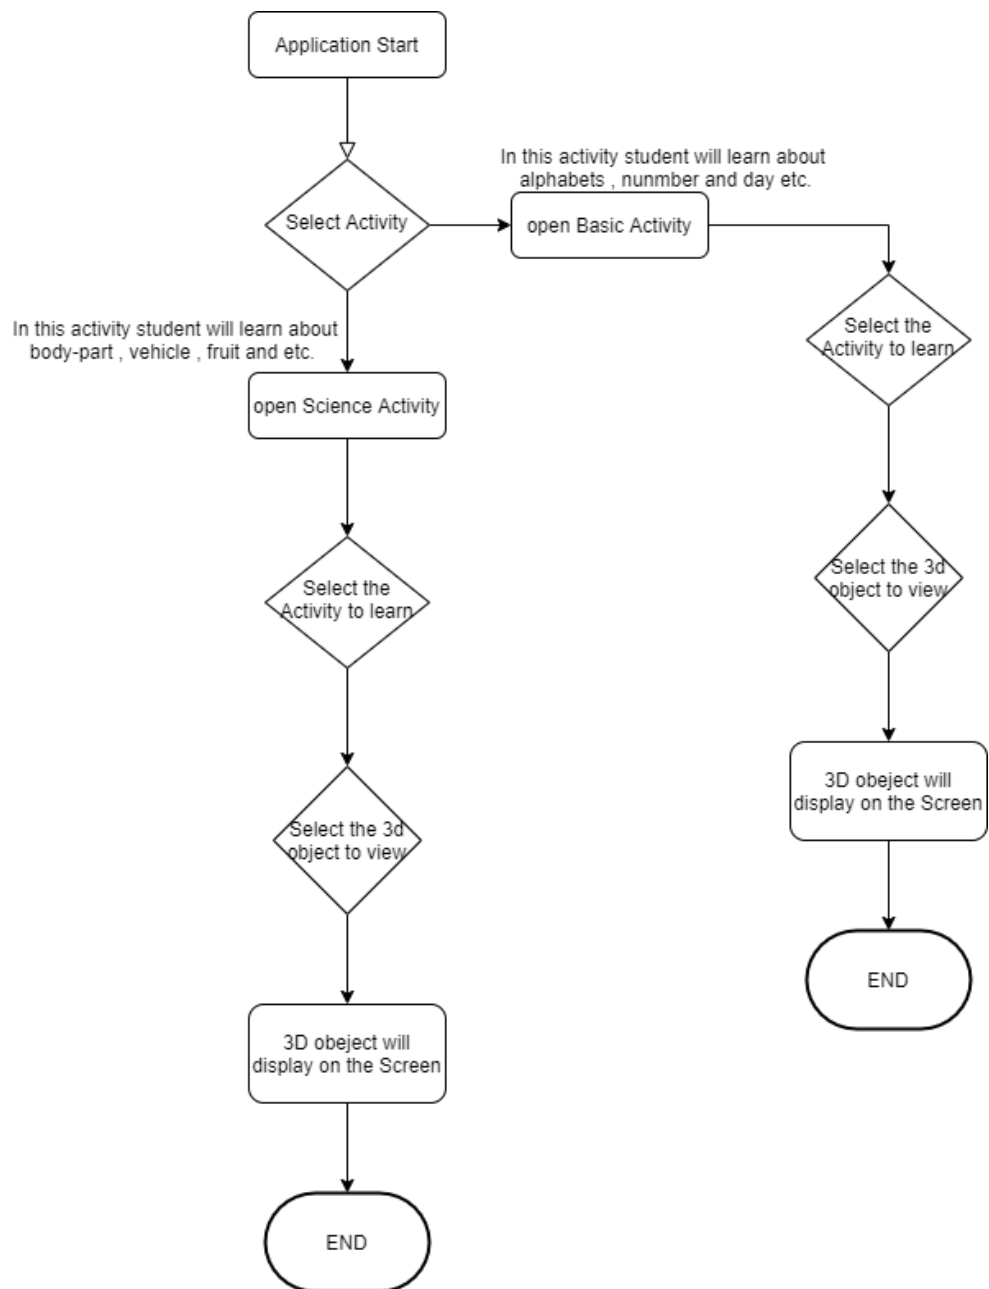 Application Start
Select Activity
In this activity student will learn about
alphabets , nunmber and day etc.
open Basic Activity
In this activity student will learn about
body-part , vehicle , fruit and etc.
open Science Activity
Select the
Activity to learn
Select the 3d
object to view
3D obeject will
display on the Screen
END
Select the
Activity to learn
Select the 3d
object to view
3D obeject will
display on the Screen
END